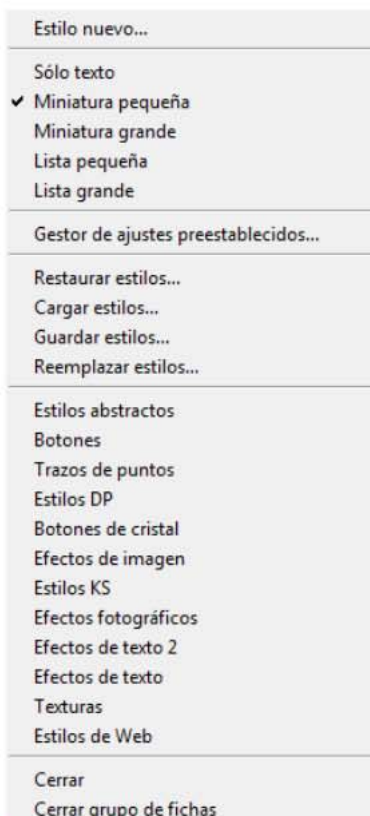 Estilo nuevo...
Sólo texto
Miniatura pequeña
Miniatura grande
Lista pequeña
Lista grande
Gestor de ajustes preestablecidos...
Restaurar estilos...
Cargar estilos...
Guardar estilos...
Reemplazar estilos...
Estilos abstractos
Botones
Trazos de puntos
Estilos DP
Botones de cristal
Efectos de imagen
Estilos KS
Efectos fotográficos
Efectos de texto 2
Efectos de texto
Texturas
Estilos de Web
Cerrar
Cerrar grupo de fichas